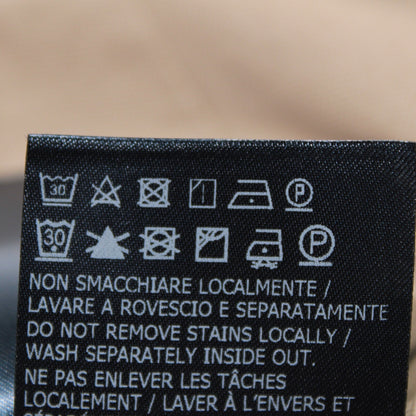 30 P
30 P
NON SMACCHIARE LOCALMENTE /
LAVARE A ROVESCIO E SEPARATAMENTE
DO NOT REMOVE STAINS LOCALLY /
WASH SEPARATELY INSIDE OUT.
NE PAS ENLEVER LES TÂCHES
LOCALEMENT / LAVER À L'ENVERS ET